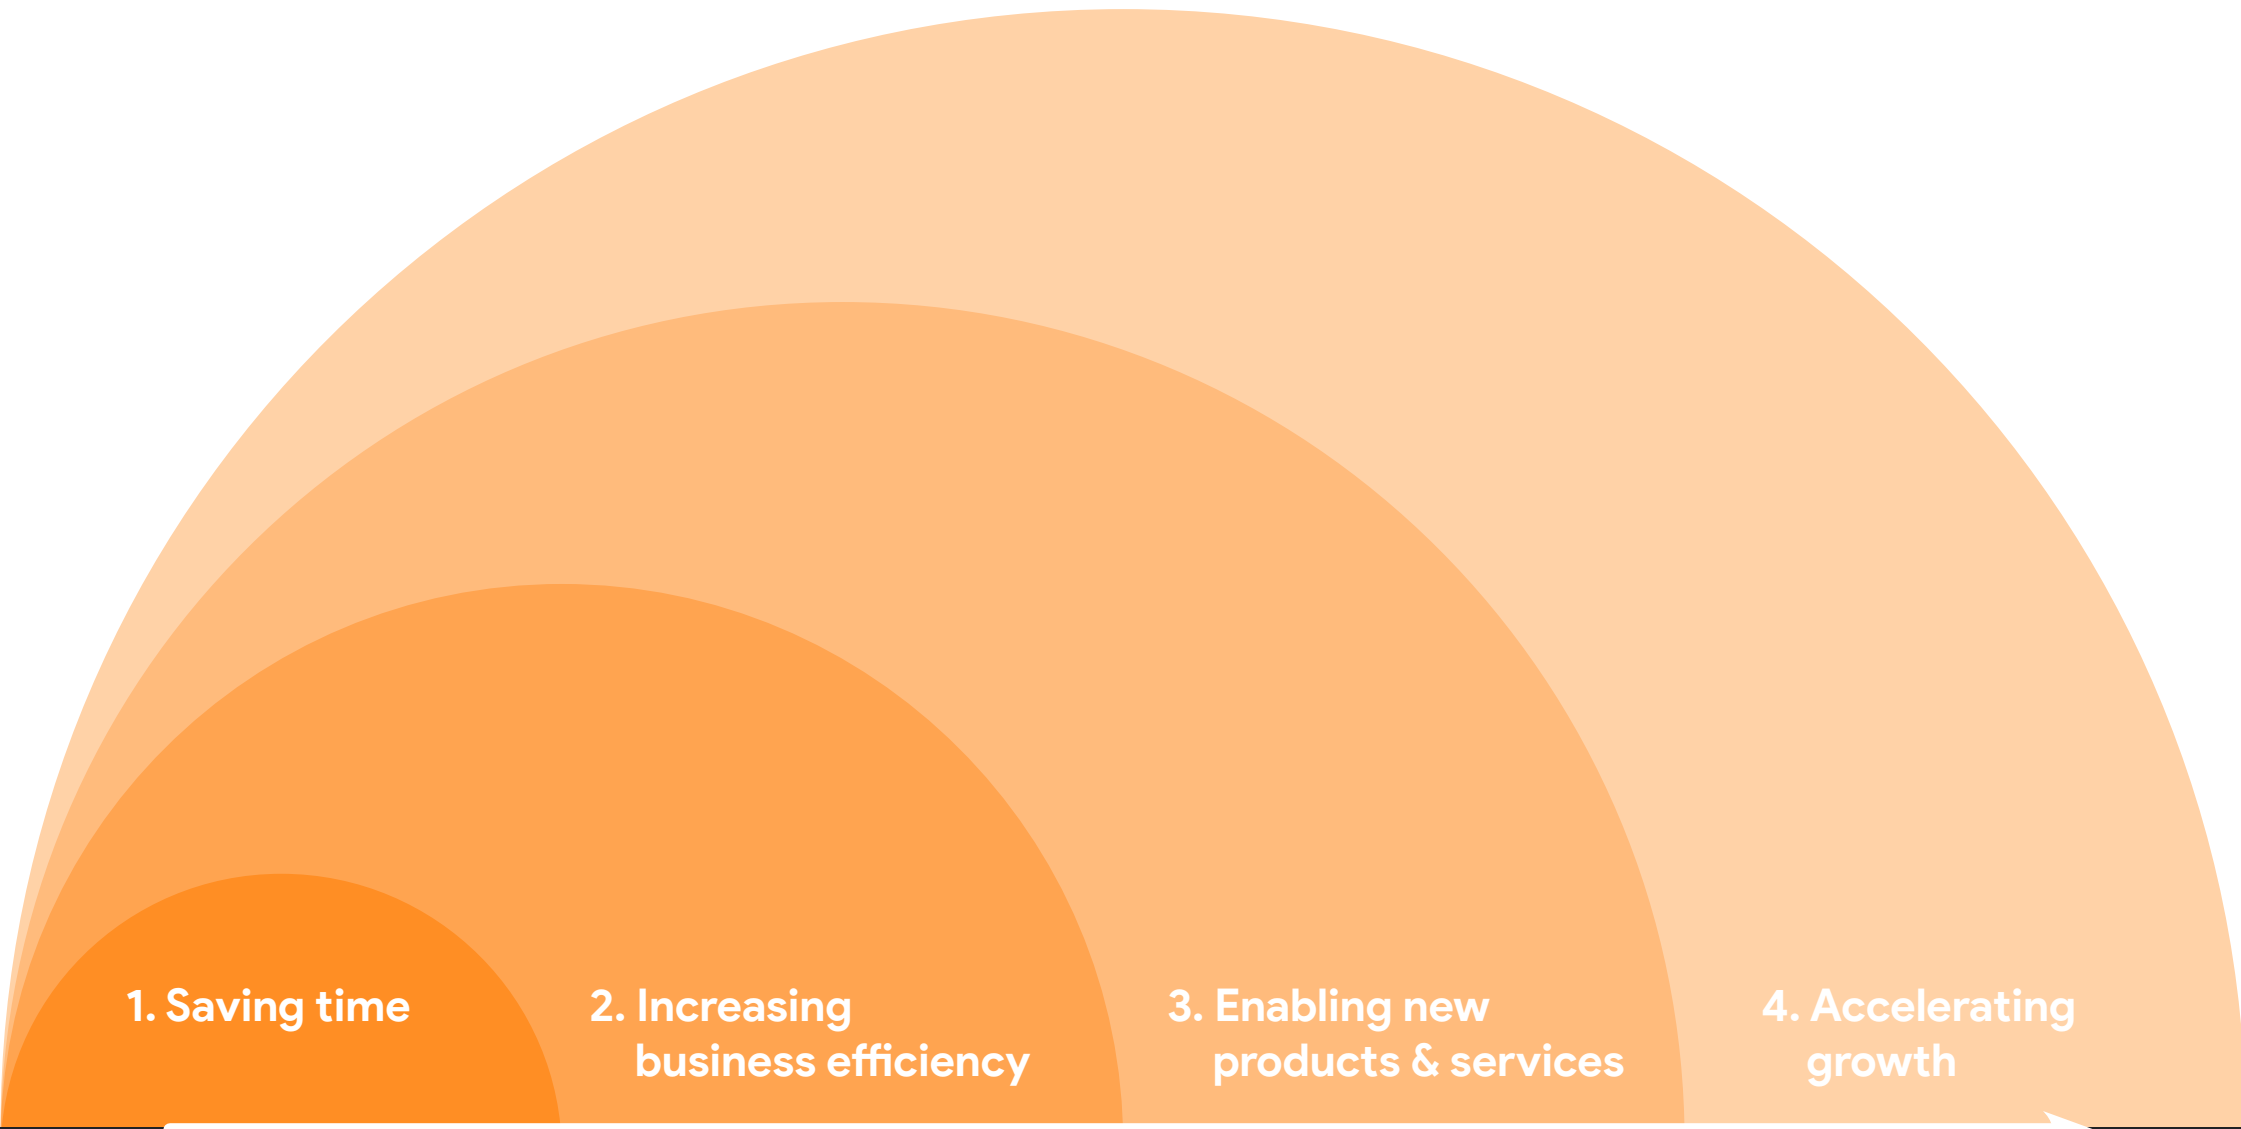 1. Saving time
2. Increasing
business efficiency
3. Enabling new
products & services
4. Accelerating
growth